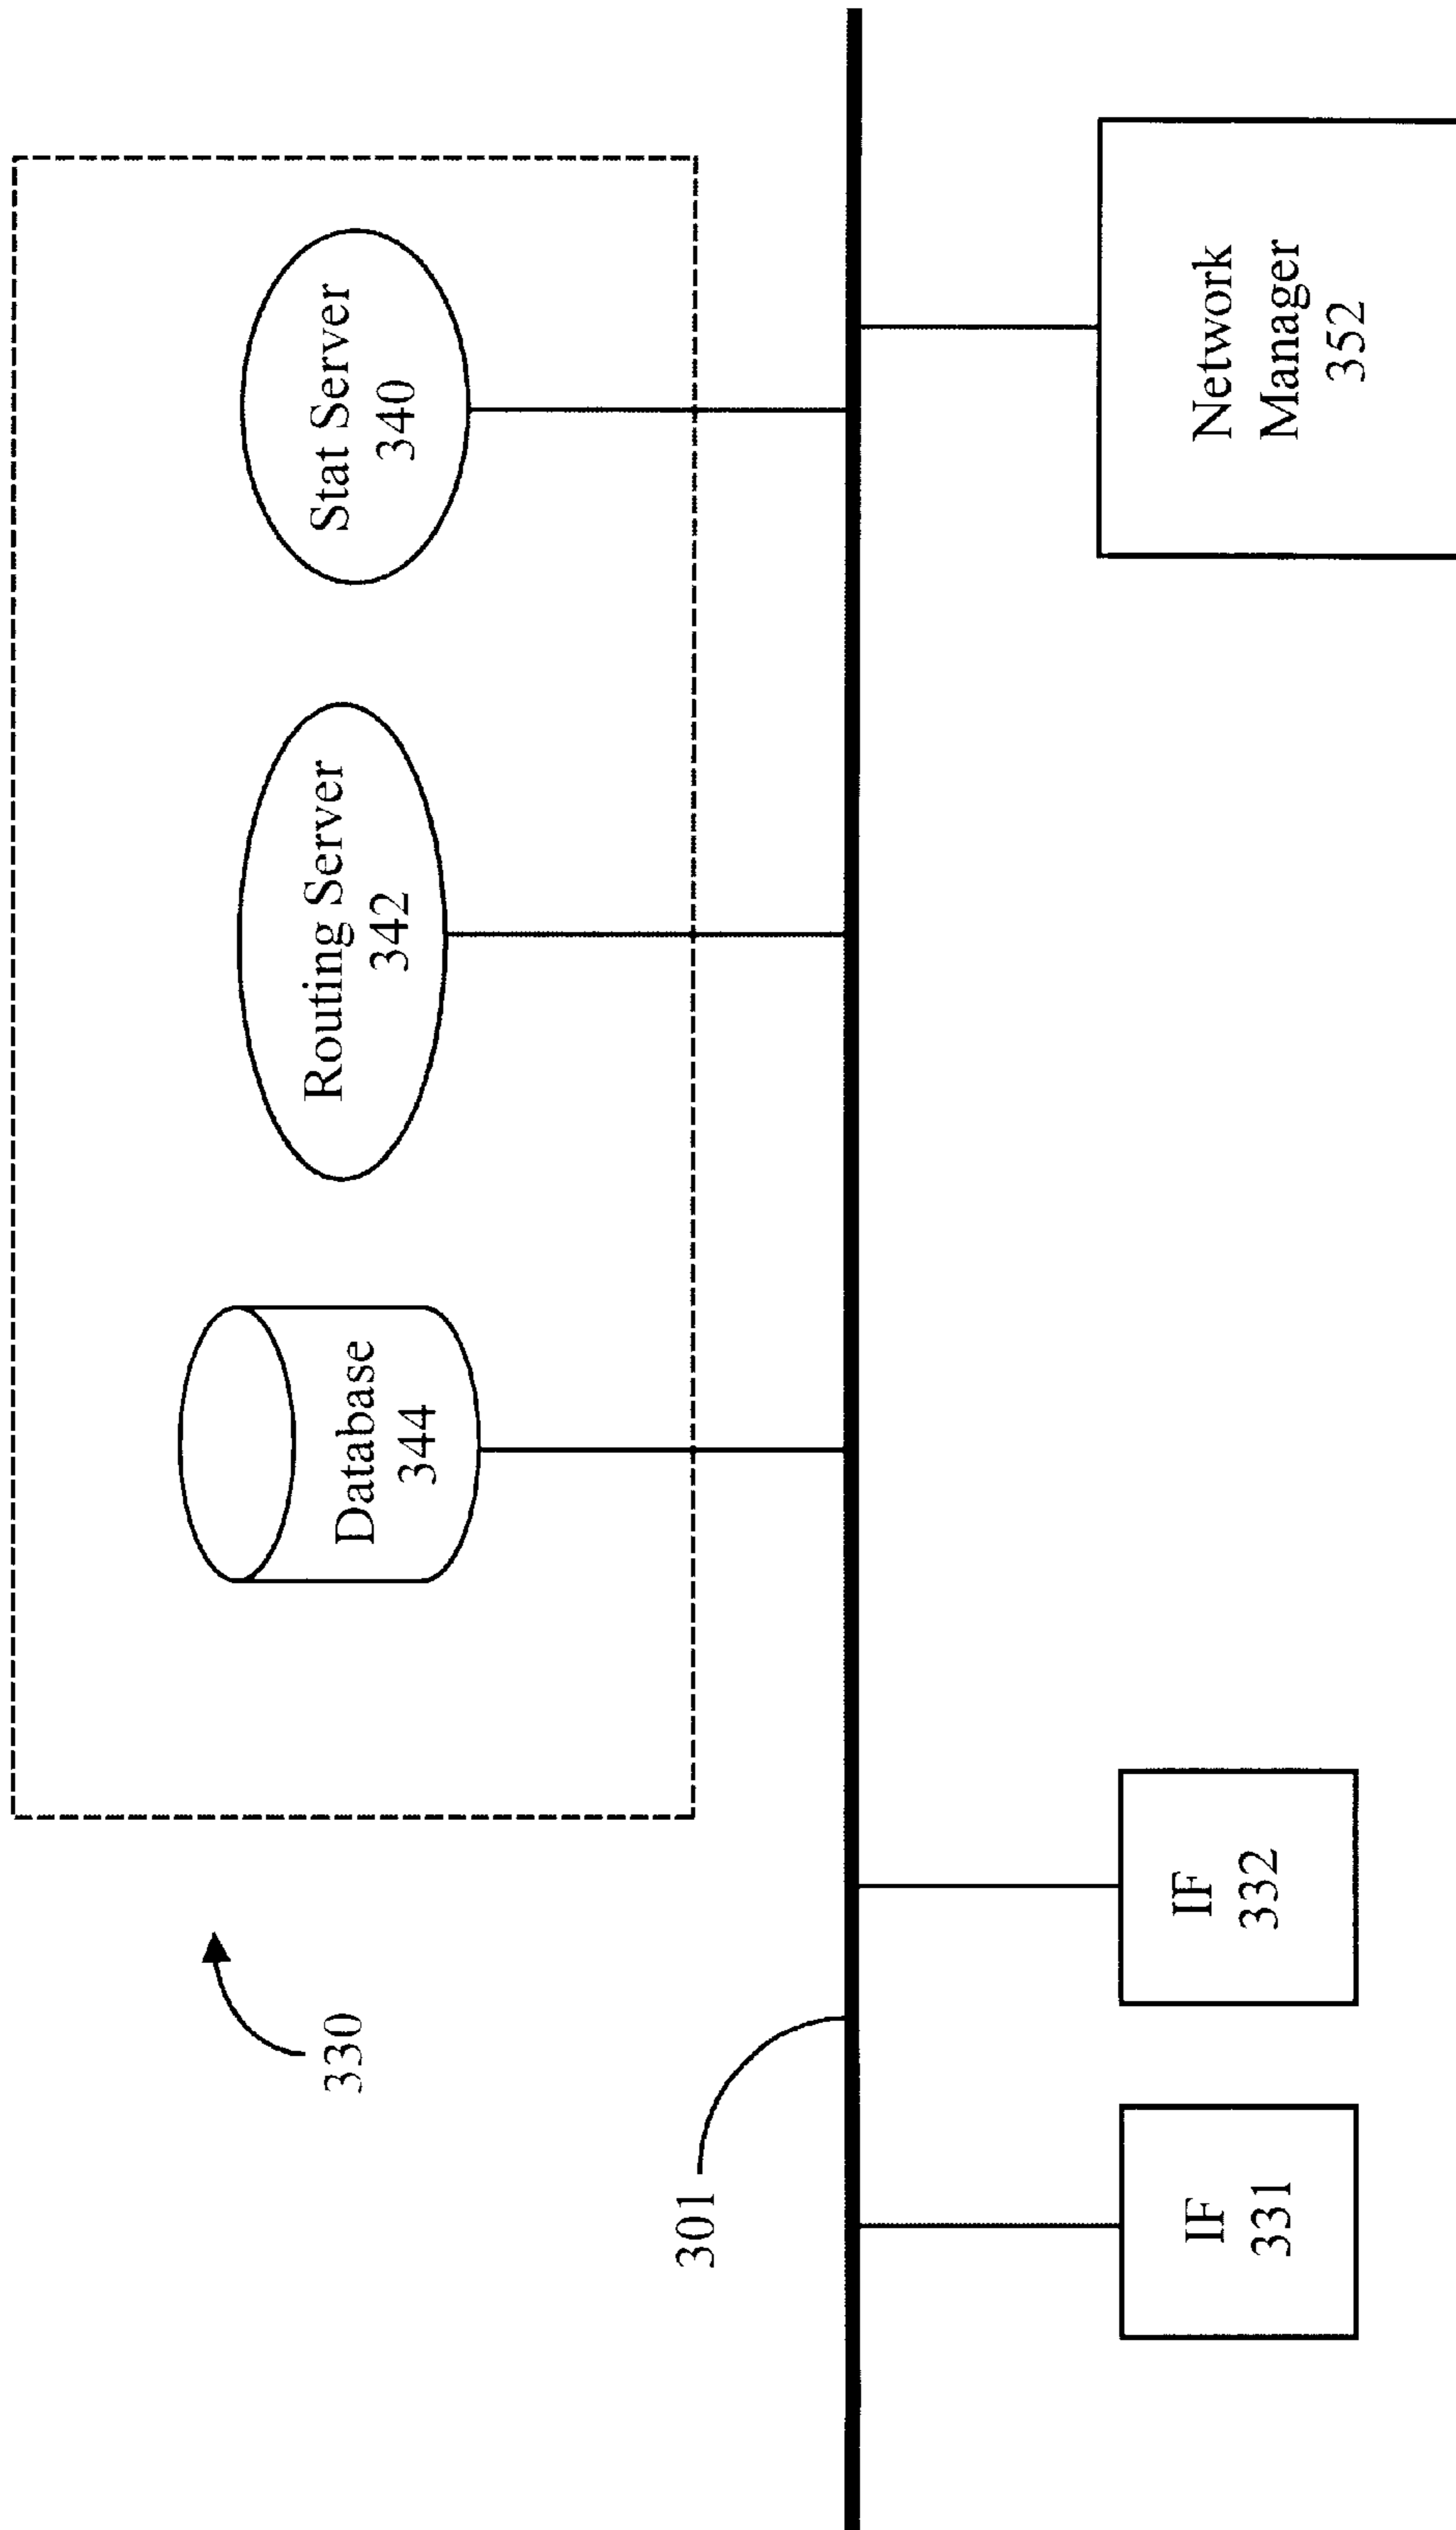 330
Database
344
Routing Server
342
Stat Server
340
301
IF
331
IF
332
Network
Manager
352